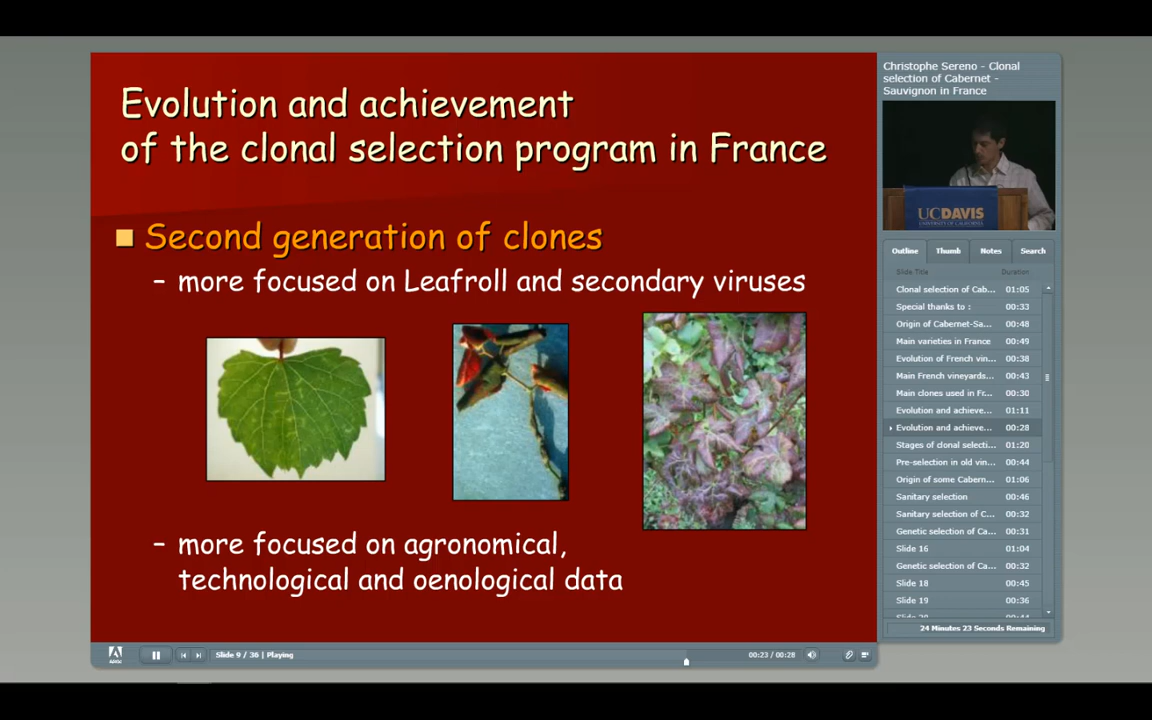 Evolution and achievement
of the clonal selection program in France
Second generation of clones
– more focused on Leafroll and secondary viruses
– more focused on agronomical,
technological and oenological data
Christophe Sereno - Clonal
selection of Cabernet -
Sauvignon in France
UCDAVIS
UNIVERSITY OF CALIFORNIA
Outline Thumb Notes Search
Slide Title Duration
Clonal selection of Cab... 01:05
Special thanks to : 00:33
Origin of Cabernet-Sa... 00:48
Main varieties in France 00:49
Evolution of French vin... 00:38
Main French vineyards... 00:43
Main clones used in Fr... 00:30
Evolution and achieve... 01:11
Evolution and achieve... 00:28
Stages of clonal selecti... 01:20
Pre-selection in old vin... 00:44
Origin of some Cabern... 01:06
Sanitary selection 00:46
Sanitary selection of C... 00:32
Genetic selection of Ca... 00:31
Slide 16 01:04
Genetic selection of Ca... 00:32
Slide 18 00:45
Slide 19 00:36
24 Minutes 23 Seconds Remaining
Slide 9 / 36 | Playing
00:23 / 00:28